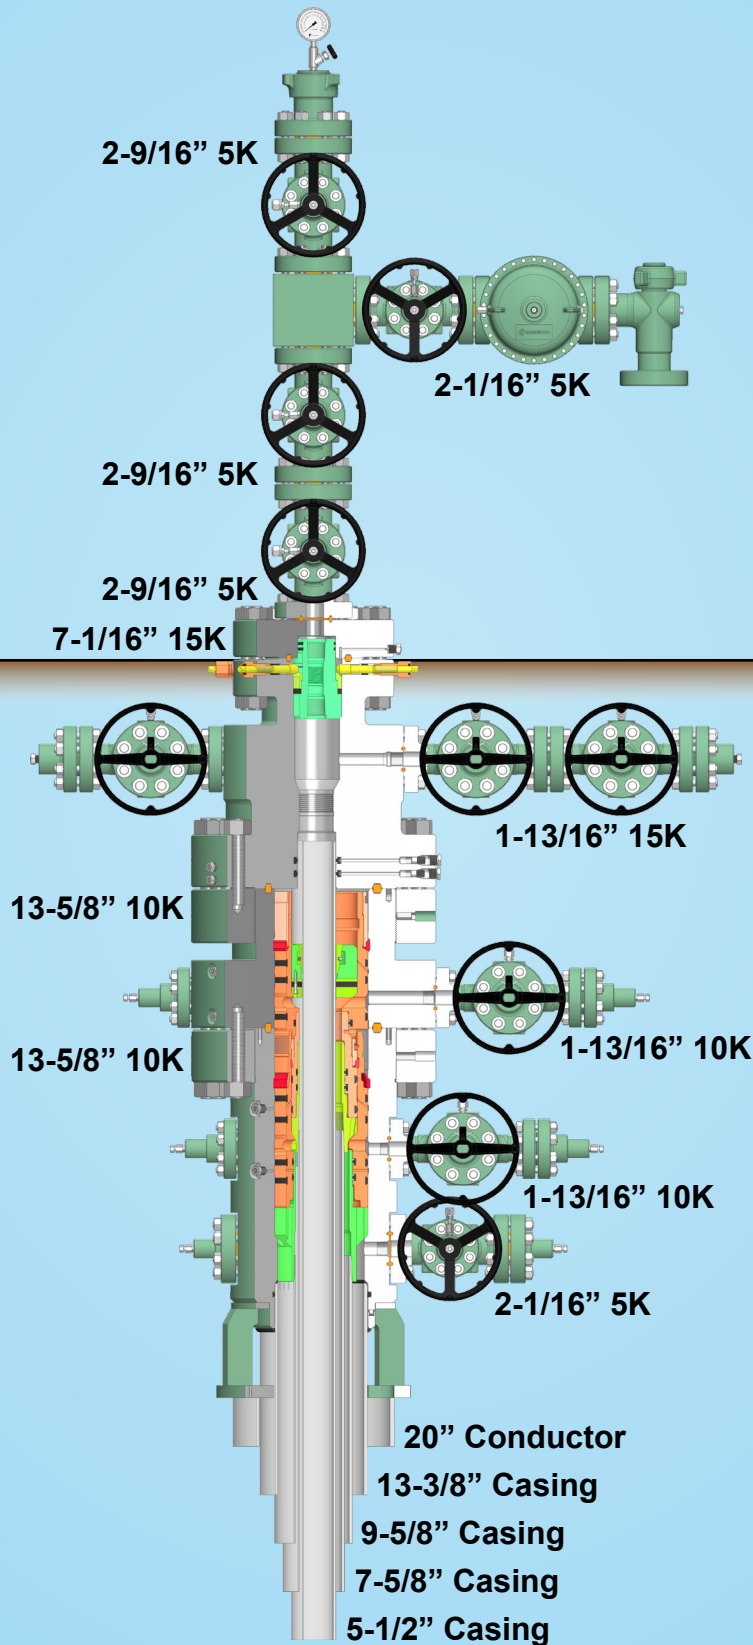 2-9/16” 5K
2-1/16” 5K
2-9/16” 5K
2-9/16” 5K
7-1/16” 15K
1-13/16” 15K
13-5/8” 10K
1-13/16” 10K
13-5/8” 10K
1-13/16” 10K
2-1/16” 5K
20” Conductor
13-3/8” Casing
9-5/8” Casing
7-5/8” Casing
5-1/2” Casing